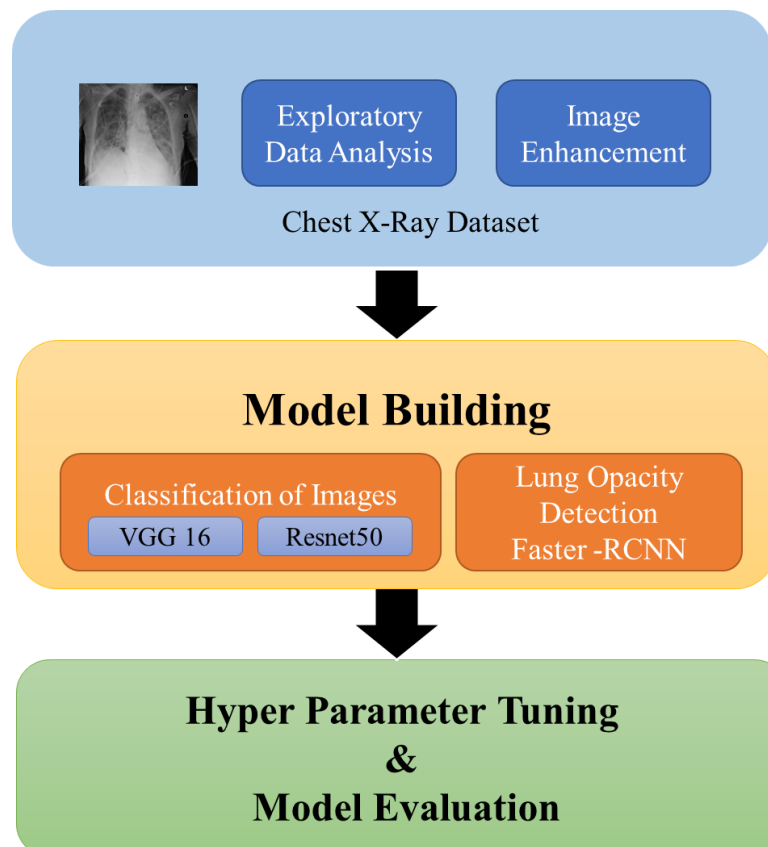 Exploratory
Data Analysis
Image
Enhancement
Chest X-Ray Dataset
Model Building
Classification of Images
VGG 16
Resnet50
Lung Opacity
Detection
Faster -RCNN
Hyper Parameter Tuning
&
Model Evaluation